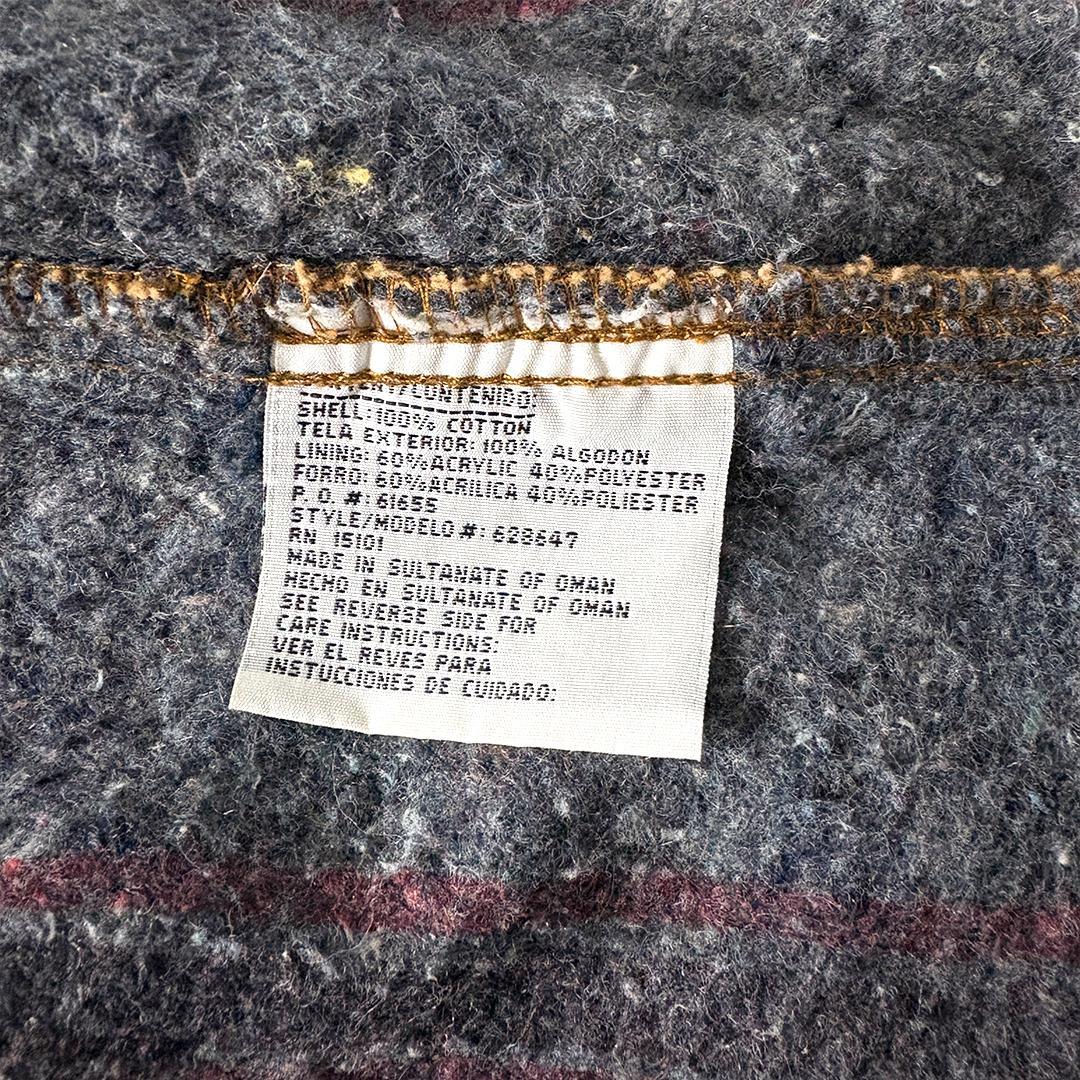 /CONTENIDO:
SHELL: 100% COTTON
TELA EXTERIOR: 100% ALGODON
LINING: 60%ACRYLIC 40%POLYESTER
FORRO: 60%ACRILICA 40%POLIESTER
P.O. #: 61655
STYLE/MODELO #: 628647
RN 15101
MADE IN SULTANATE OF OMAN
HECHO EN SULTANATE OF OMAN
SEE REVERSE SIDE FOR
CARE INSTRUCTIONS:
VER EL REVES PARA
INSTUCCIONES DE CUIDADO: